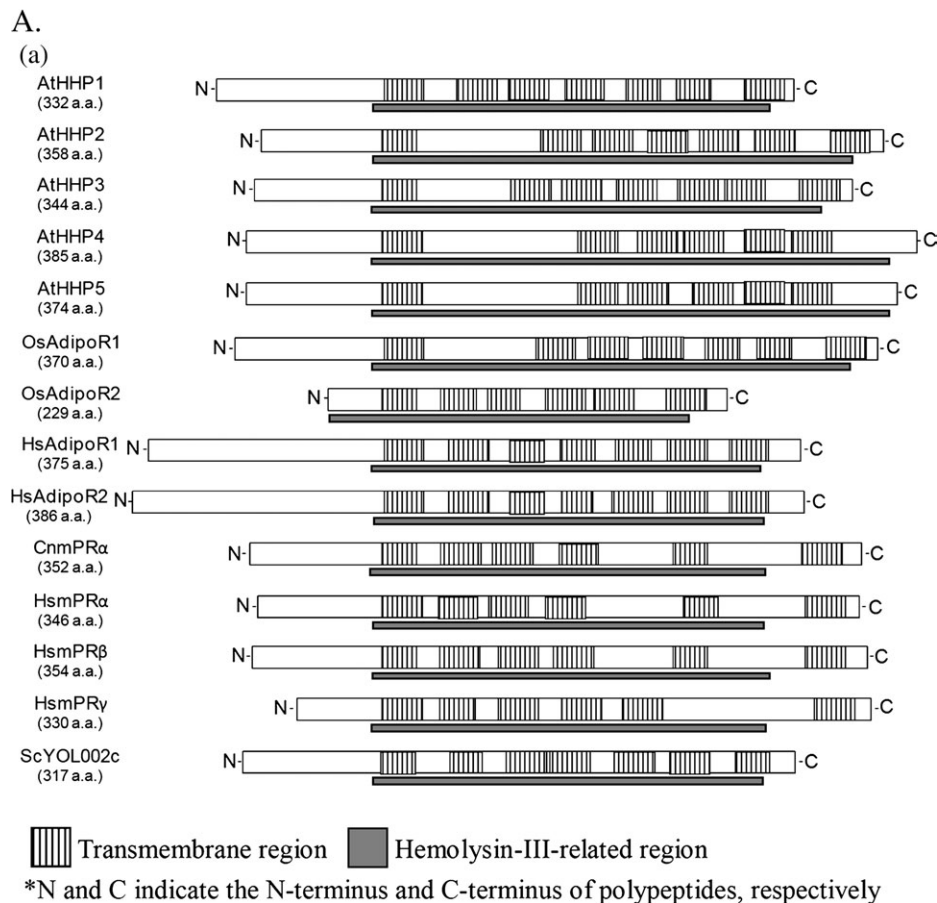 A.
(a)
AtHHP1
(332 a.a.)
N- -C
AtHHP2
(358 a.a.)
N- -C
AtHHP3
(344 a.a.)
N- -C
AtHHP4
(385 a.a.)
N- -C
AtHHP5
(374 a.a.)
N- -C
OsAdipoR1
(370 a.a.)
N- -C
OsAdipoR2
(229 a.a.)
N- -C
HsAdipoR1
(375 a.a.)
N- -C
HsAdipoR2
(386 a.a.)
N- -C
CnmPRα
(352 a.a.)
N- -C
HsmPRα
(346 a.a.)
N- -C
HsmPRβ
(354 a.a.)
N- -C
HsmPRγ
(330 a.a.)
N- -C
ScYOL002c
(317 a.a.)
N- -C
Transmembrane region Hemolysin-III-related region
*N and C indicate the N-terminus and C-terminus of polypeptides, respectively